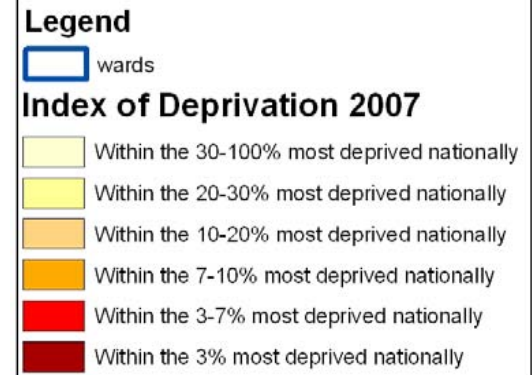 Legend
wards
Index of Deprivation 2007
Within the 30-100% most deprived nationally
Within the 20-30% most deprived nationally
Within the 10-20% most deprived nationally
Within the 7-10% most deprived nationally
Within the 3-7% most deprived nationally
Within the 3% most deprived nationally